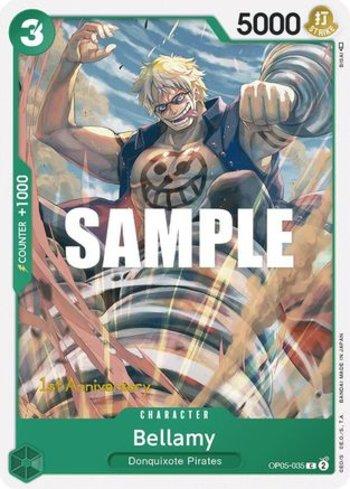 3
5000
打
STRIKE
COUNTER +1000
SAMPLE
1st Anniversary
CHARACTER
Bellamy
Donquixote Pirates
OP05-035 C 2
BANDAI MADE IN JAPAN